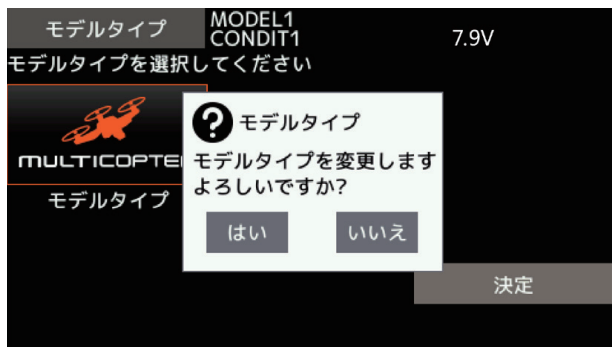 モデルタイプ
MODEL1
CONDIT1
7.9V
モデルタイプを選択してください
MULTICOPTE
モデルタイプ
?モデルタイプ
モデルタイプを変更します
よろしいですか?
はい
いいえ
決定